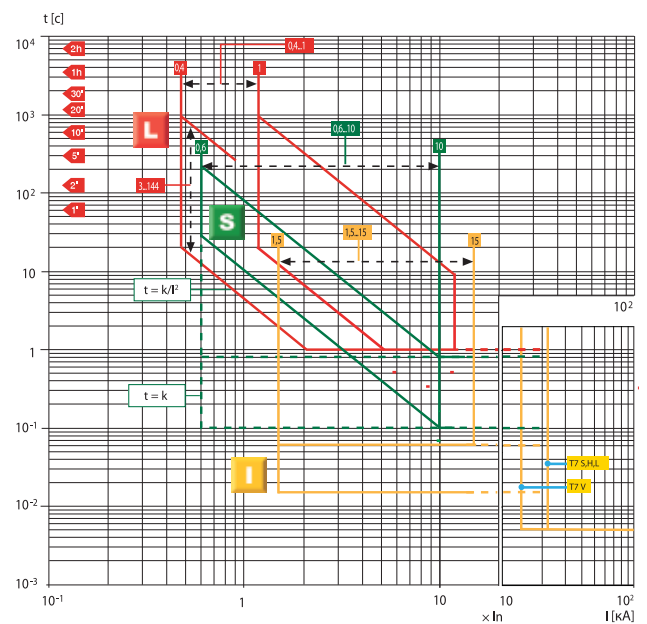 t [c]
10⁴
2h
1h
30'
20'
10³
10'
5'
10²
2'
1'
10
1
10⁻¹
10⁻²
10⁻³
0,4
1
0,4...1
L
0,6
0,6...10
10
3...144
S
1,5
1,5...15
15
t = k/I²
t = k
I
10²
T7 S,H,L
T7 V
10⁻¹
1
10
10
10²
× In
I [кА]